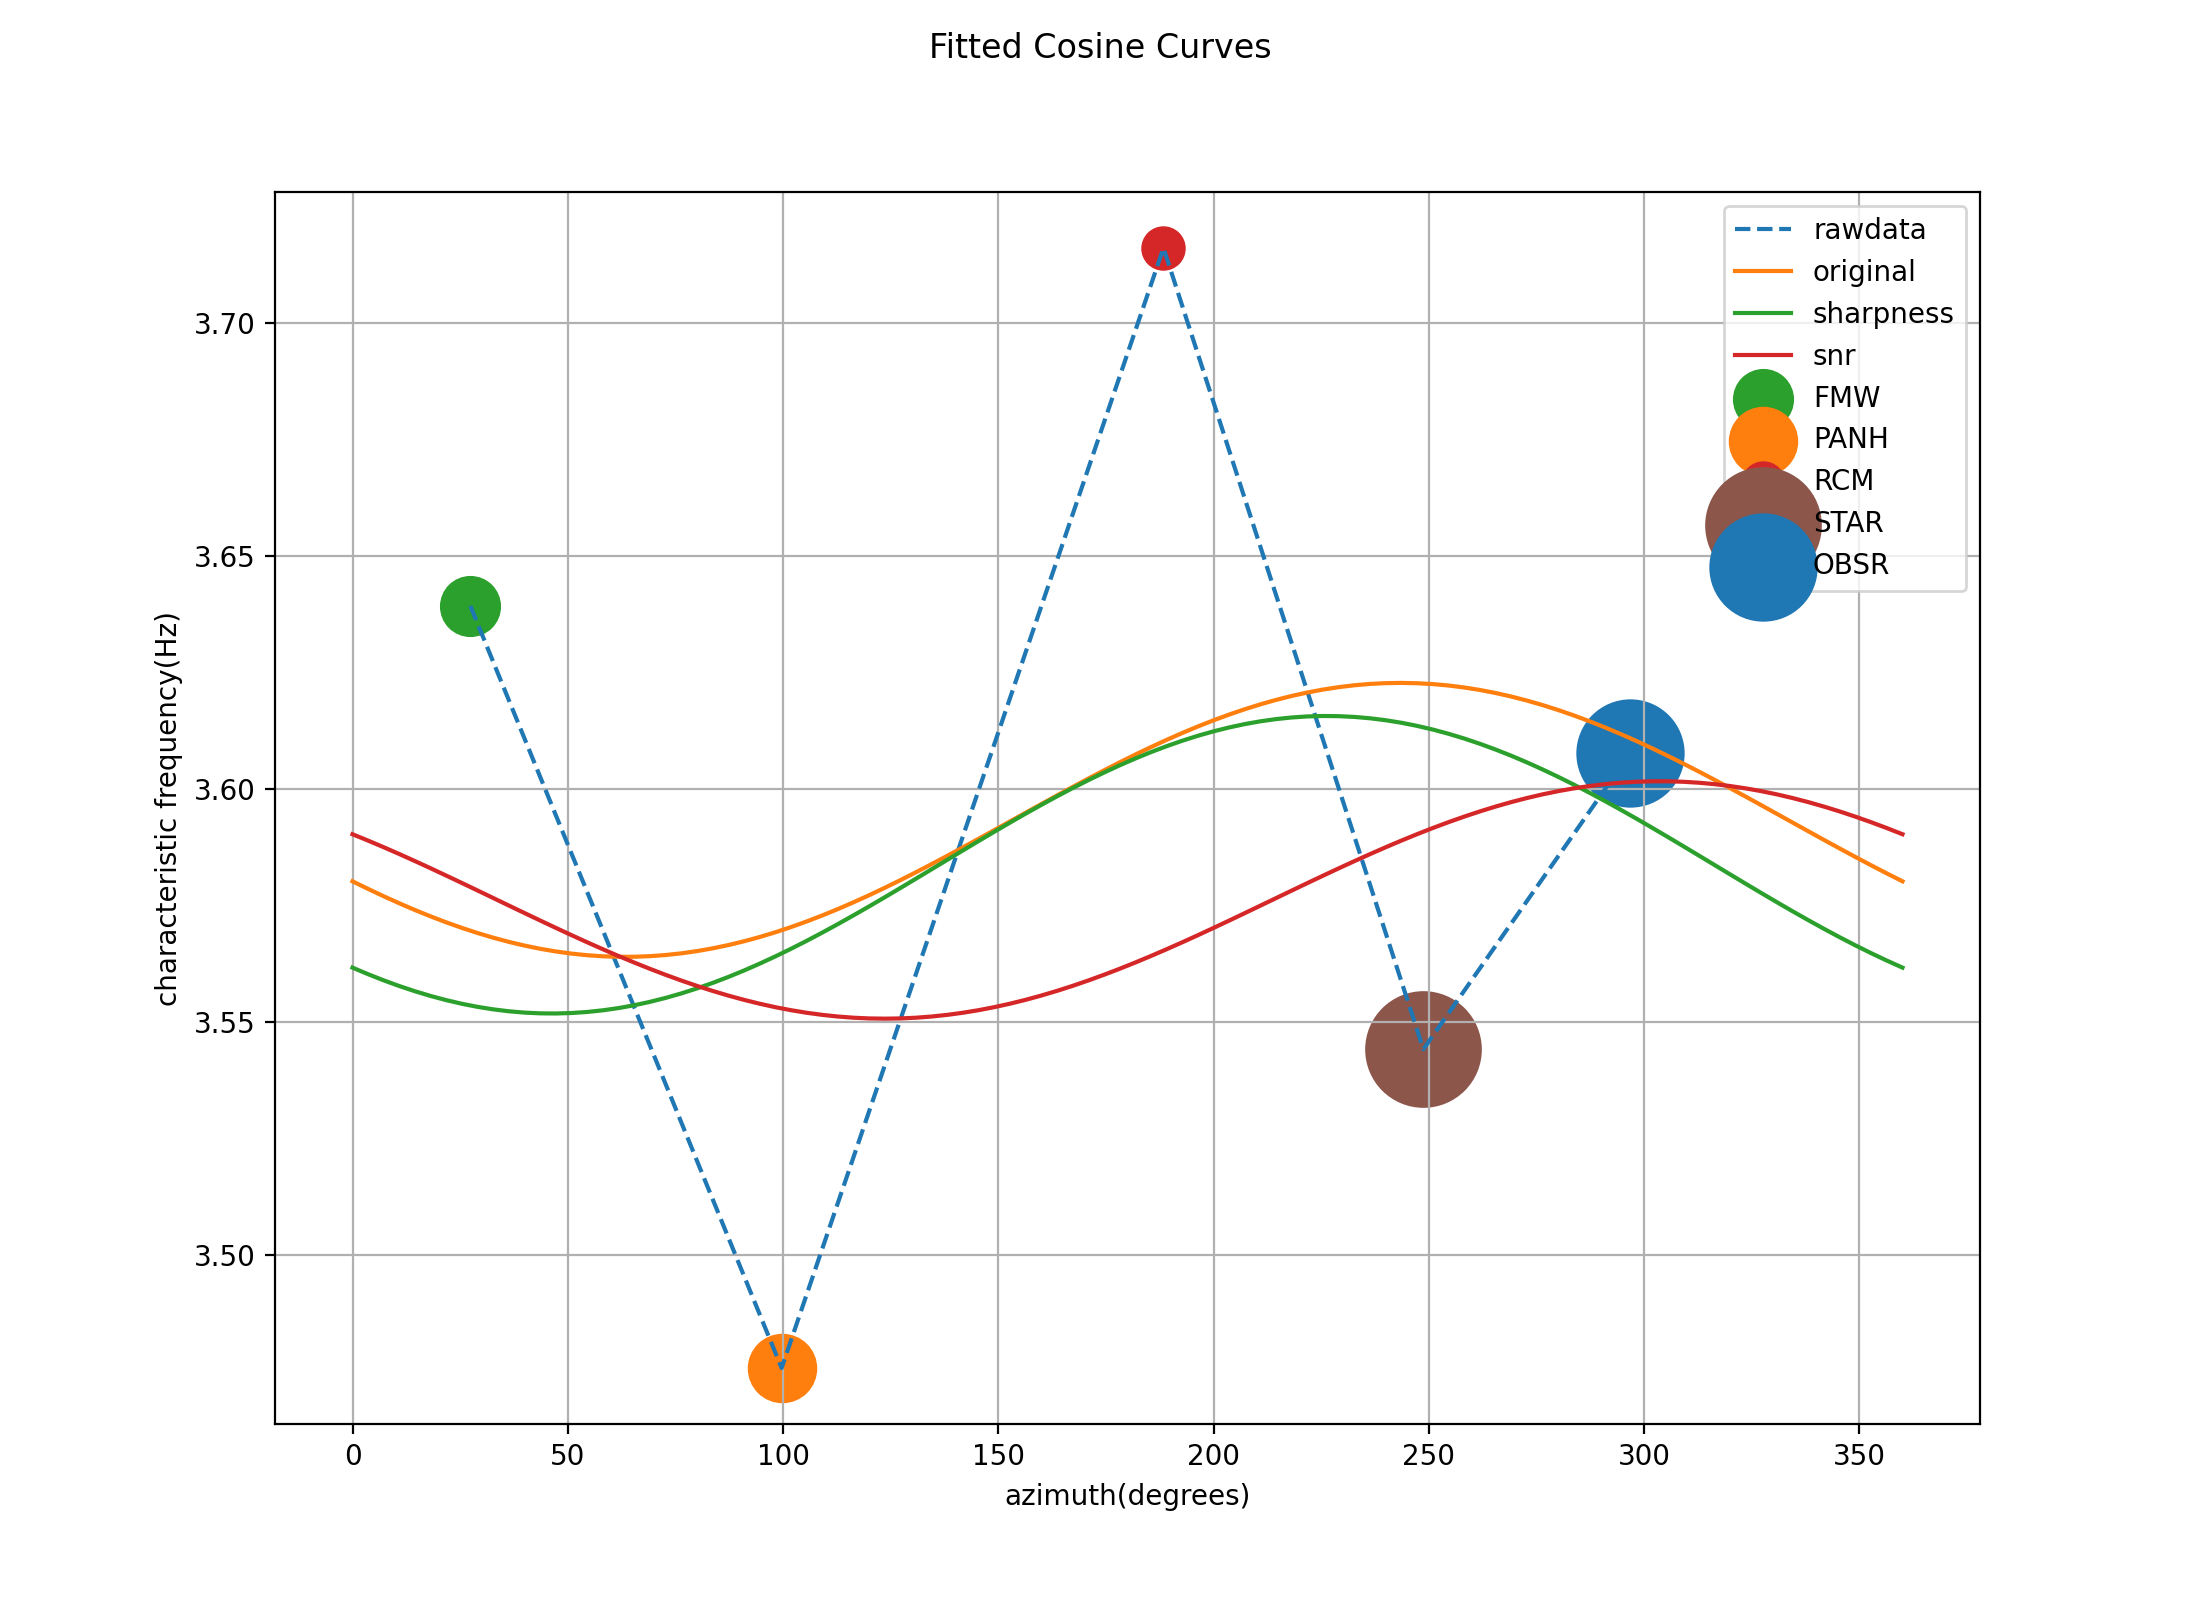 Fitted Cosine Curves
rawdata
original
sharpness
snr
FMW
PANH
RCM
STAR
OBSR
characteristic frequency(Hz)
3.70
3.65
3.60
3.55
3.50
0 50 100 150 200 250 300 350
azimuth(degrees)